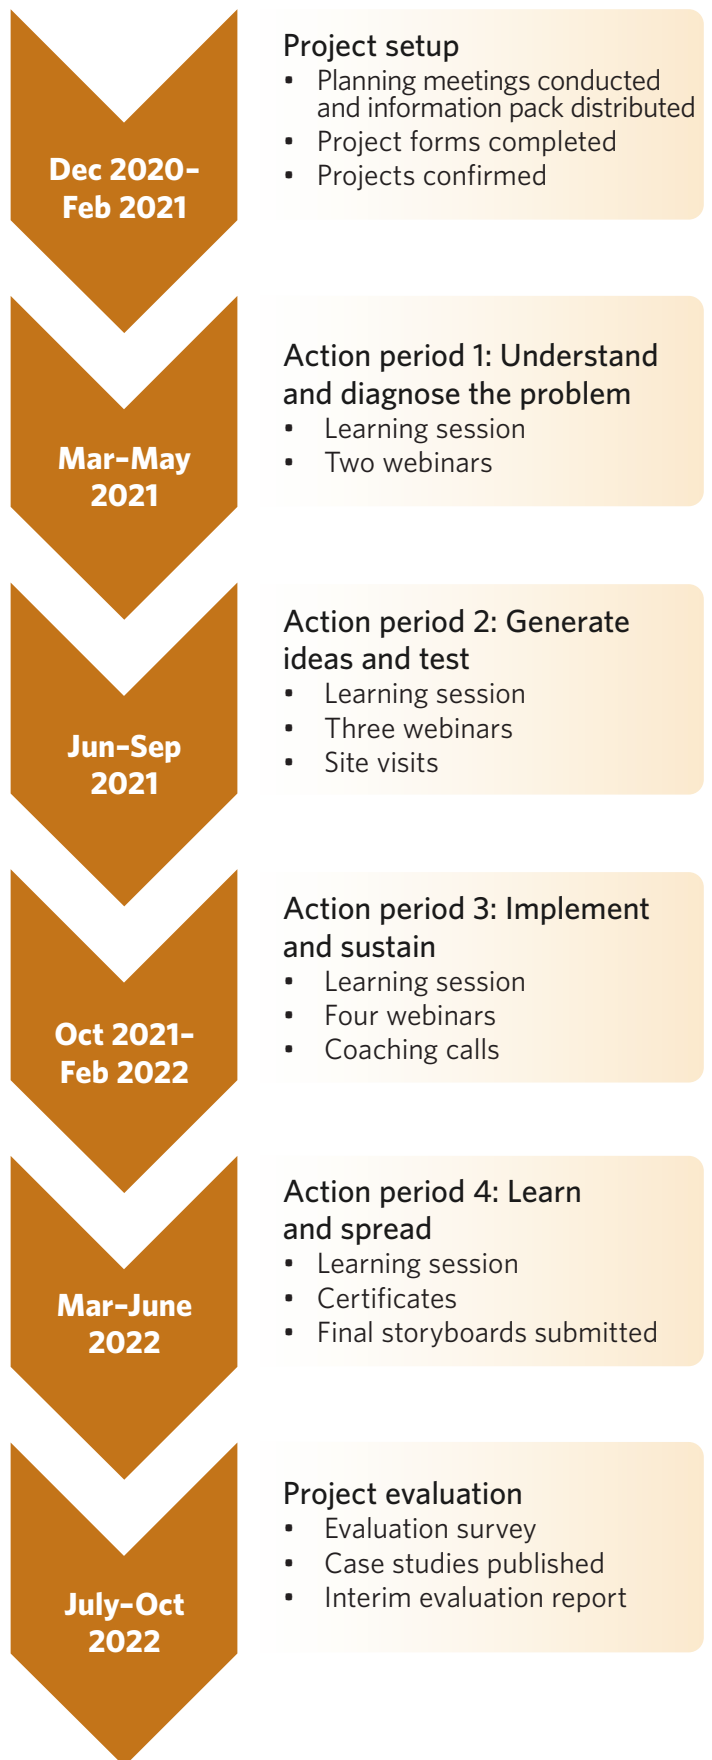 Dec 2020–
Feb 2021
Project setup
• Planning meetings conducted
and information pack distributed
• Project forms completed
• Projects confirmed
Mar–May
2021
Action period 1: Understand
and diagnose the problem
• Learning session
• Two webinars
Jun–Sep
2021
Action period 2: Generate
ideas and test
• Learning session
• Three webinars
• Site visits
Oct 2021–
Feb 2022
Action period 3: Implement
and sustain
• Learning session
• Four webinars
• Coaching calls
Mar–June
2022
Action period 4: Learn
and spread
• Learning session
• Certificates
• Final storyboards submitted
July–Oct
2022
Project evaluation
• Evaluation survey
• Case studies published
• Interim evaluation report